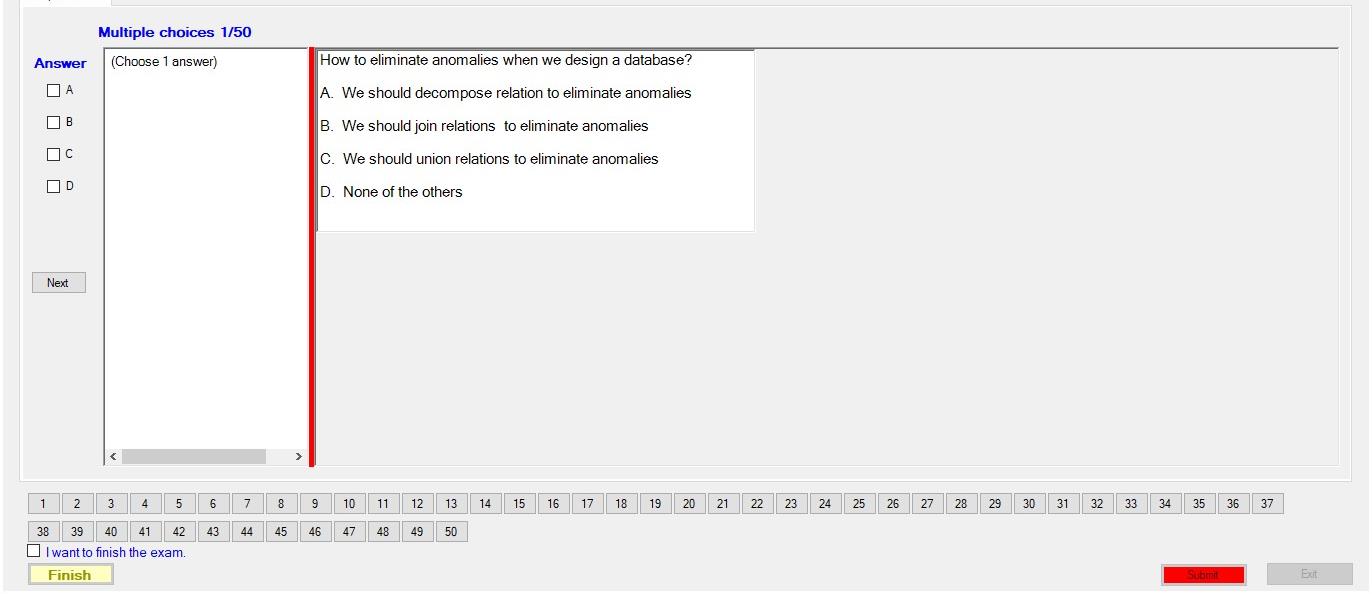 Multiple choices 1/50
Answer
A
B
C
D
Next
(Choose 1 answer)
How to eliminate anomalies when we design a database?
A. We should decompose relation to eliminate anomalies
B. We should join relations to eliminate anomalies
C. We should union relations to eliminate anomalies
D. None of the others
1 2 3 4 5 6 7 8 9 10 11 12 13 14 15 16 17 18 19 20 21 22 23 24 25 26 27 28 29 30 31 32 33 34 35 36 37
38 39 40 41 42 43 44 45 46 47 48 49 50
I want to finish the exam.
Finish
Submit
Exit